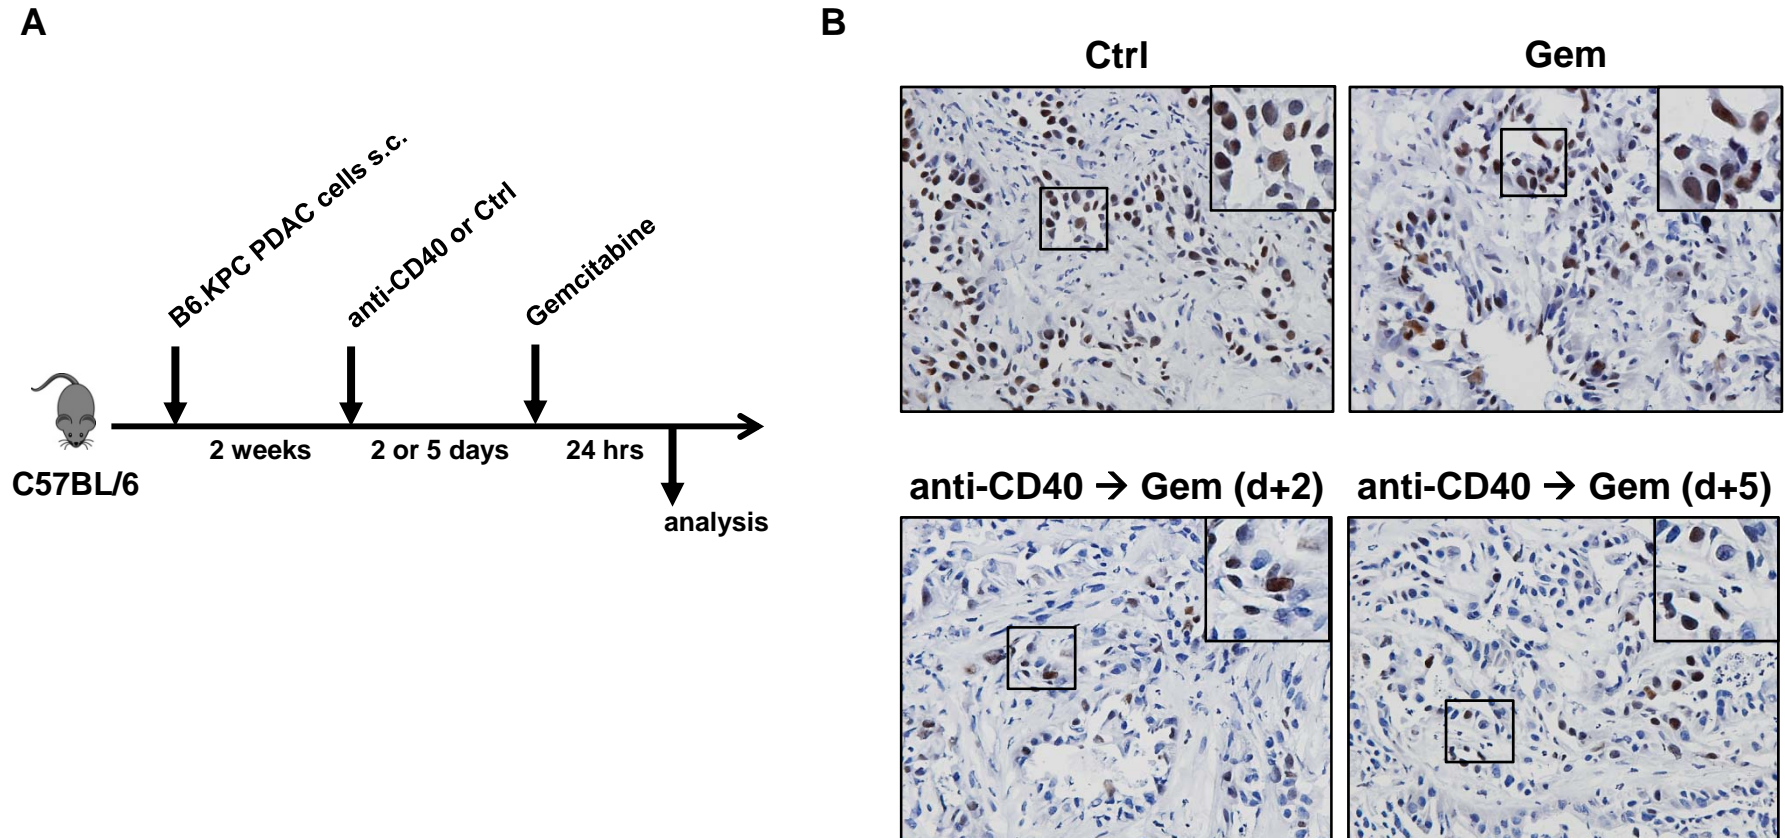 A
B6.KPC PDAC cells s.c.
anti-CD40 or Ctrl
Gemcitabine
2 weeks
2 or 5 days
24 hrs
C57BL/6
analysis
B
Ctrl
Gem
anti-CD40 → Gem (d+2)
anti-CD40 → Gem (d+5)